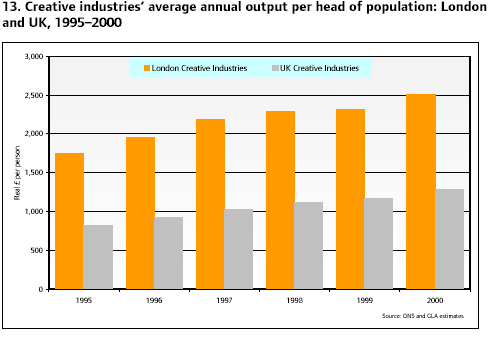 13. Creative industries’ average annual output per head of population: London
and UK, 1995–2000
London Creative Industries
UK Creative Industries
3,000
2,500
2,000
1,500
1,000
500
0
Real £ per person
1995
1996
1997
1998
1999
2000
Source: ONS and GLA estimates